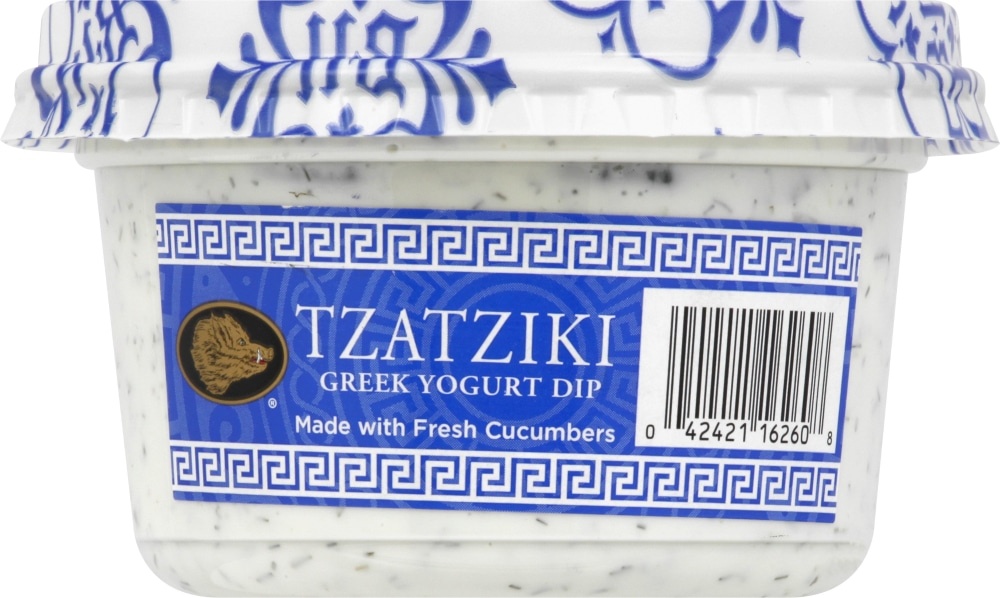 TZATZIKI
GREEK YOGURT DIP
®
Made with Fresh Cucumbers
0 42421 16260 8